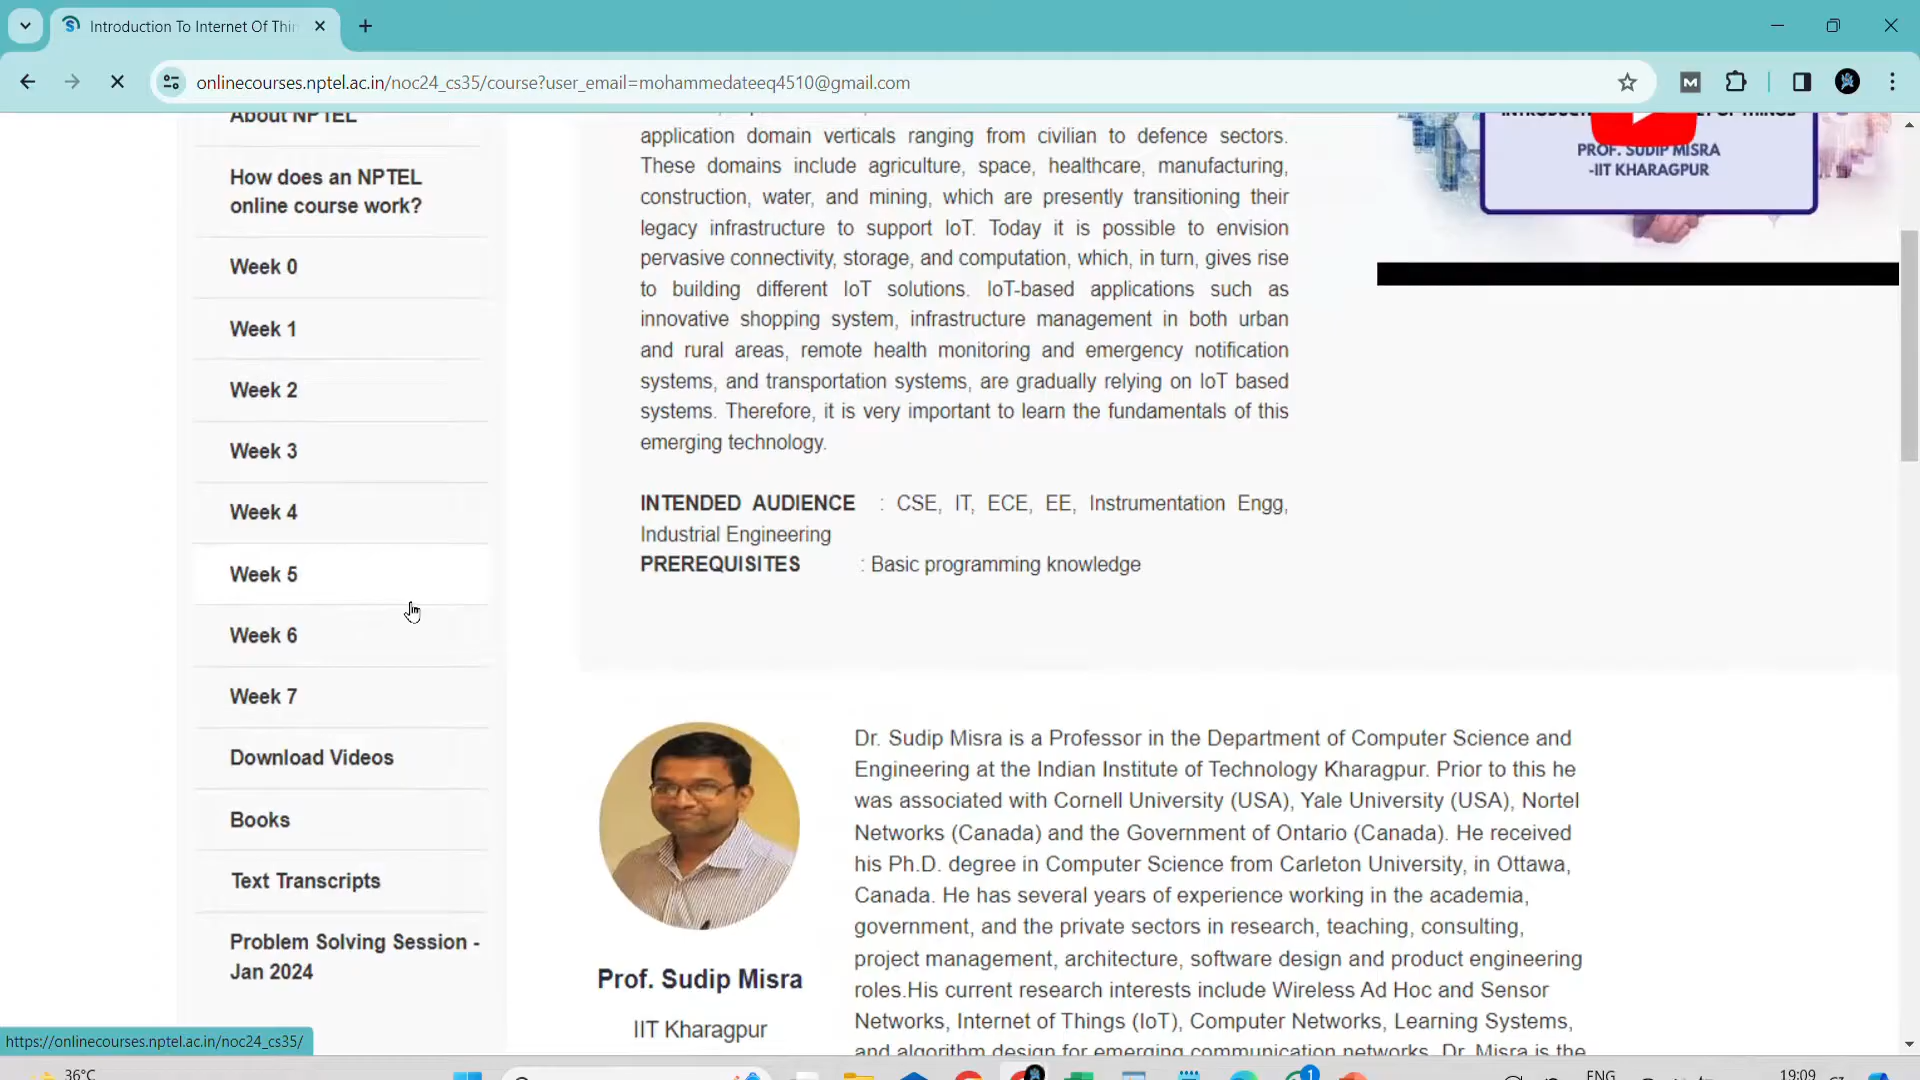 Introduction To Internet Of Thi
onlinecourses.nptel.ac.in/noc24_cs35/course?user_email=mohammedateeq4510@gmail.com
About NPTEL
How does an NPTEL
online course work?
Week 0
Week 1
Week 2
Week 3
Week 4
Week 5
Week 6
Week 7
Download Videos
Books
Text Transcripts
Problem Solving Session -
Jan 2024
application domain verticals ranging from civilian to defence sectors.
These domains include agriculture, space, healthcare, manufacturing,
construction, water, and mining, which are presently transitioning their
legacy infrastructure to support IoT. Today it is possible to envision
pervasive connectivity, storage, and computation, which, in turn, gives rise
to building different IoT solutions. IoT-based applications such as
innovative shopping system, infrastructure management in both urban
and rural areas, remote health monitoring and emergency notification
systems, and transportation systems, are gradually relying on IoT based
systems. Therefore, it is very important to learn the fundamentals of this
emerging technology.
INTENDED AUDIENCE : CSE, IT, ECE, EE, Instrumentation Engg,
Industrial Engineering
PREREQUISITES : Basic programming knowledge
PROF. SUDIP MISRA
-IIT KHARAGPUR
Prof. Sudip Misra
IIT Kharagpur
Dr. Sudip Misra is a Professor in the Department of Computer Science and
Engineering at the Indian Institute of Technology Kharagpur. Prior to this he
was associated with Cornell University (USA), Yale University (USA), Nortel
Networks (Canada) and the Government of Ontario (Canada). He received
his Ph.D. degree in Computer Science from Carleton University, in Ottawa,
Canada. He has several years of experience working in the academia,
government, and the private sectors in research, teaching, consulting,
project management, architecture, software design and product engineering
roles.His current research interests include Wireless Ad Hoc and Sensor
Networks, Internet of Things (IoT), Computer Networks, Learning Systems,
and algorithm design for emerging communication networks. Dr. Misra is the
https://onlinecourses.nptel.ac.in/noc24_cs35/
36°C
1
ENG
19:09